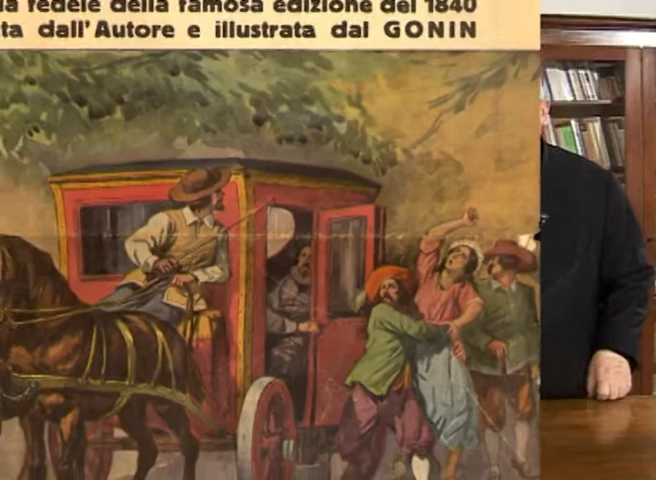 la fedele della famosa edizione del 1840
ta dall'Autore e illustrata dal GONIN